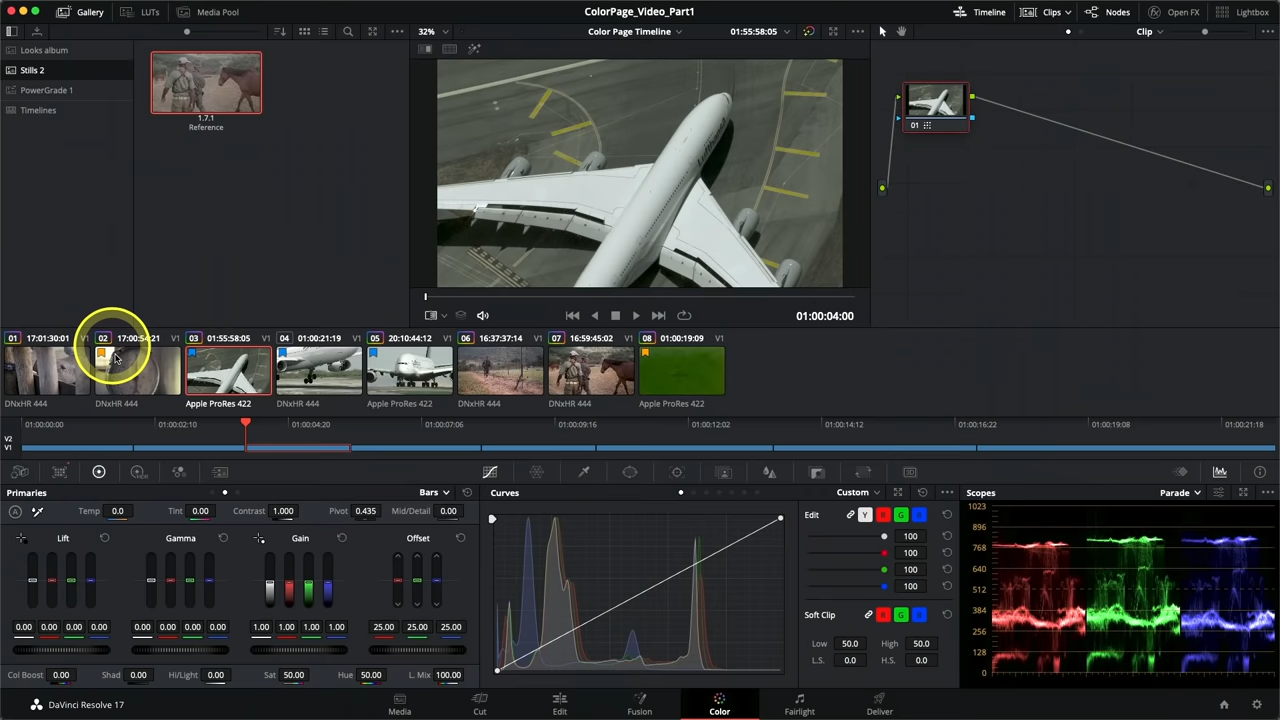 Gallery LUTs Media Pool ColorPage_Video_Part1 Timeline Clips Nodes Open FX Lightbox
32% Color Page Timeline 01:55:58:05 Clip
Looks album
Stills 2
PowerGrade 1
Timelines
1.7.1
Reference
01
01:00:04:00
01 17:01:30:01 V1 02 17:00:54:21 V1 03 01:55:58:05 V1 04 01:00:21:19 V1 05 20:10:44:12 V1 06 16:37:37:14 V1 07 16:59:45:02 V1 08 01:00:19:09 V1
DNxHR 444 DNxHR 444 Apple ProRes 422 DNxHR 444 Apple ProRes 422 DNxHR 444 DNxHR 444 Apple ProRes 422
01:00:00:00 01:00:02:10 01:00:04:20 01:00:07:06 01:00:09:16 01:00:12:02 01:00:14:12 01:00:16:22 01:00:19:08 01:00:21:18
V2
V1
Primaries Bars Curves Custom Scopes Parade
A Temp 0.0 Tint 0.00 Contrast 1.000 Pivot 0.435 Mid/Detail 0.00
Lift Gamma Gain Offset
0.00 0.00 0.00 0.00 0.00 0.00 0.00 0.00 1.00 1.00 1.00 1.00 25.00 25.00 25.00
Col Boost 0.00 Shad 0.00 Hi/Light 0.00 Sat 50.00 Hue 50.00 L. Mix 100.00
Edit Y R G B
100
100
100
100
Soft Clip R G B
Low 50.0 High 50.0
L.S. 0.0 H.S. 0.0
1023
896
768
640
512
384
256
128
0
DaVinci Resolve 17 Media Cut Edit Fusion Color Fairlight Deliver